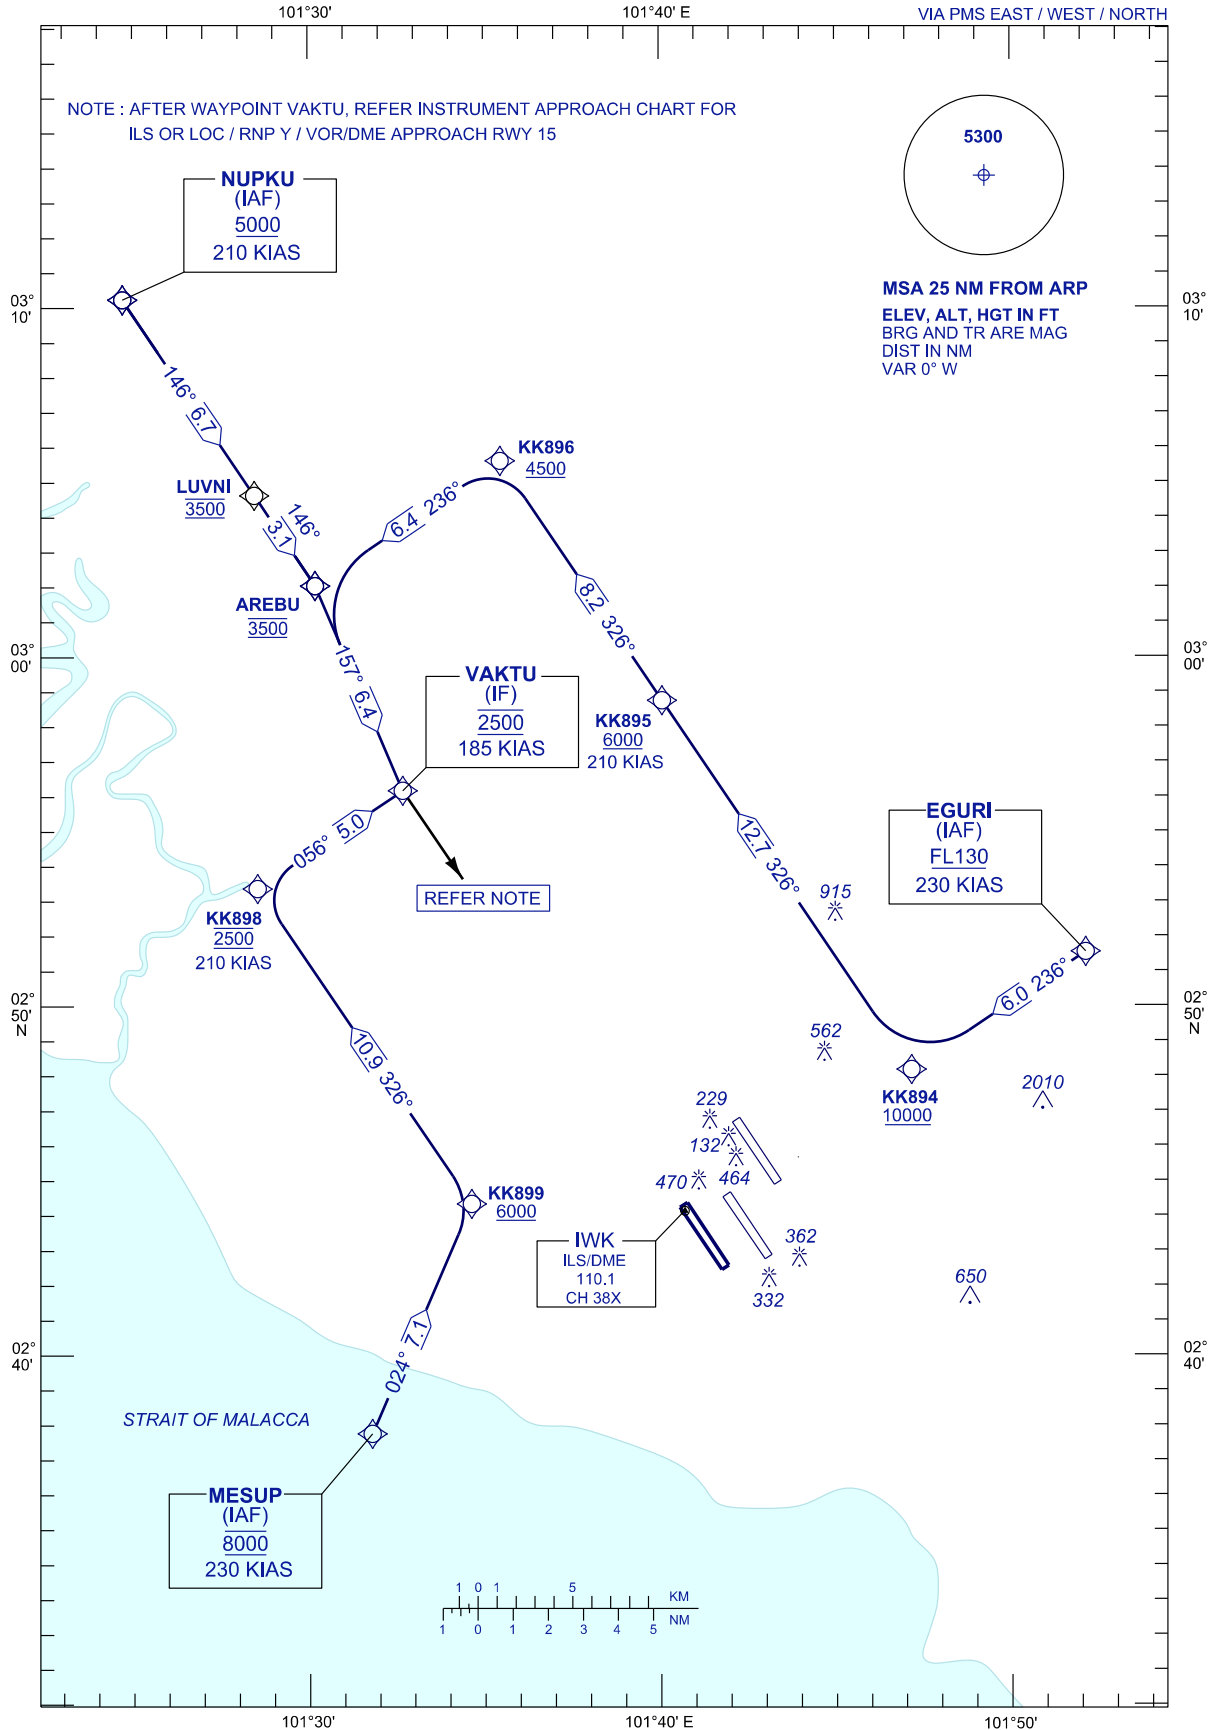 VIA PMS EAST / WEST / NORTH
101°30'
101°40' E
NOTE : AFTER WAYPOINT VAKTU, REFER INSTRUMENT APPROACH CHART FOR
ILS OR LOC / RNP Y / VOR/DME APPROACH RWY 15
5300
MSA 25 NM FROM ARP
ELEV, ALT, HGT IN FT
BRG AND TR ARE MAG
DIST IN NM
VAR 0° W
NUPKU
(IAF)
5000
210 KIAS
03°
10'
03°
10'
146° 6.7
LUVNI
3500
146°
3.1
AREBU
3500
KK896
4500
6.4 236°
8.2 326°
157° 6.4
03°
00'
03°
00'
VAKTU
(IF)
2500
185 KIAS
KK895
6000
210 KIAS
12.7 326°
EGURI
(IAF)
FL130
230 KIAS
6.0 236°
056° 5.0
REFER NOTE
KK898
2500
210 KIAS
915
02°
50'
N
02°
50'
N
562
KK894
10000
2010
10.9 326°
229
132
464
470
KK899
6000
IWK
ILS/DME
110.1
CH 38X
362
332
650
024° 7.1
02°
40'
02°
40'
STRAIT OF MALACCA
MESUP
(IAF)
8000
230 KIAS
1 0 1 5 KM
1 0 1 2 3 4 5 NM
101°30'
101°40' E
101°50'